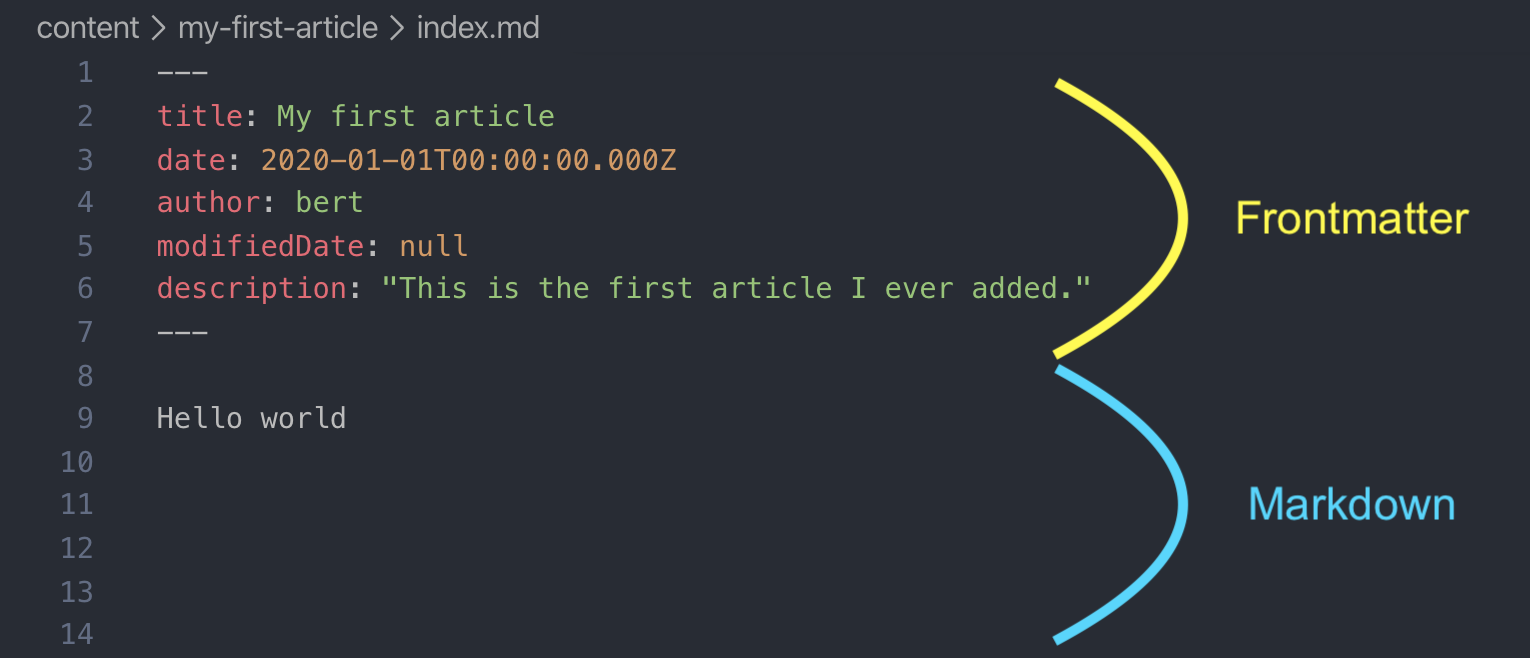 content > my-first-article > index.md
1 ---
2 title: My first article
3 date: 2020-01-01T00:00:00.000Z
4 author: bert
5 modifiedDate: null
6 description: "This is the first article I ever added."
7 ---
8
9 Hello world
10
11
12
13
14
Frontmatter
Markdown